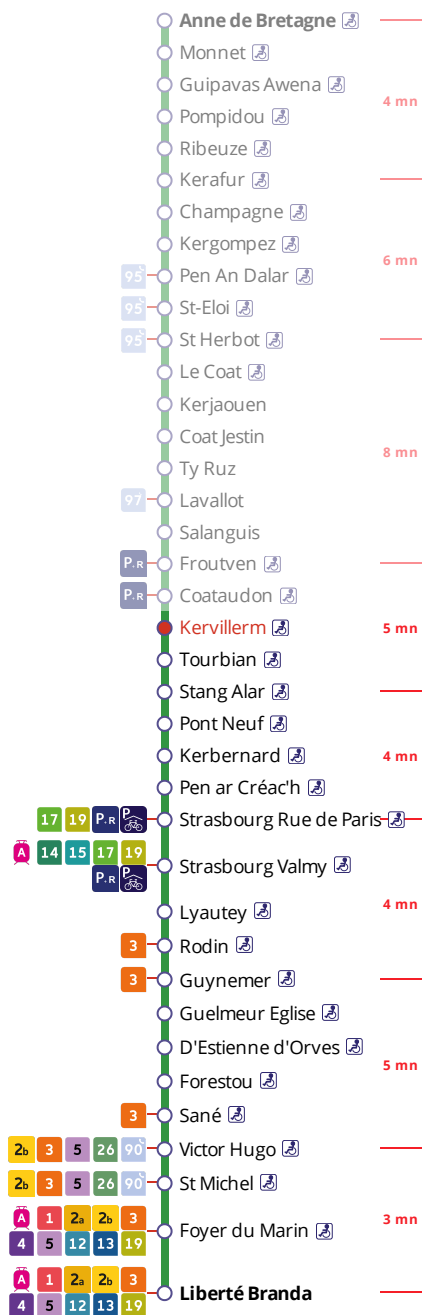 Anne de Bretagne
Monnet
Guipavas Awena
4 mn
Pompidou
Ribeuze
Kerafur
Champagne
Kergompez
6 mn
95 Pen An Dalar
95 St-Eloi
95 St Herbot
Le Coat
Kerjaouen
Coat Jestin
8 mn
Ty Ruz
97 Lavallot
Salanguis
P+R Froutven
P+R Coataudon
Kervillerm 5 mn
Tourbian
Stang Alar
Pont Neuf
Kerbernard 4 mn
Pen ar Créac'h
17 19 P+R P Strasbourg Rue de Paris
A 14 15 17 19
Strasbourg Valmy
P+R P
4 mn
Lyautey
3 Rodin
3 Guynemer
Guelmeur Eglise
D'Estienne d'Orves
5 mn
Forestou
3 Sané
2b 3 5 26 90 Victor Hugo
2b 3 5 26 90 St Michel
A 1 2a 2b 3
3 mn
Foyer du Marin
4 5 12 13 19
A 1 2a 2b 3
Liberté Branda
4 5 12 13 19